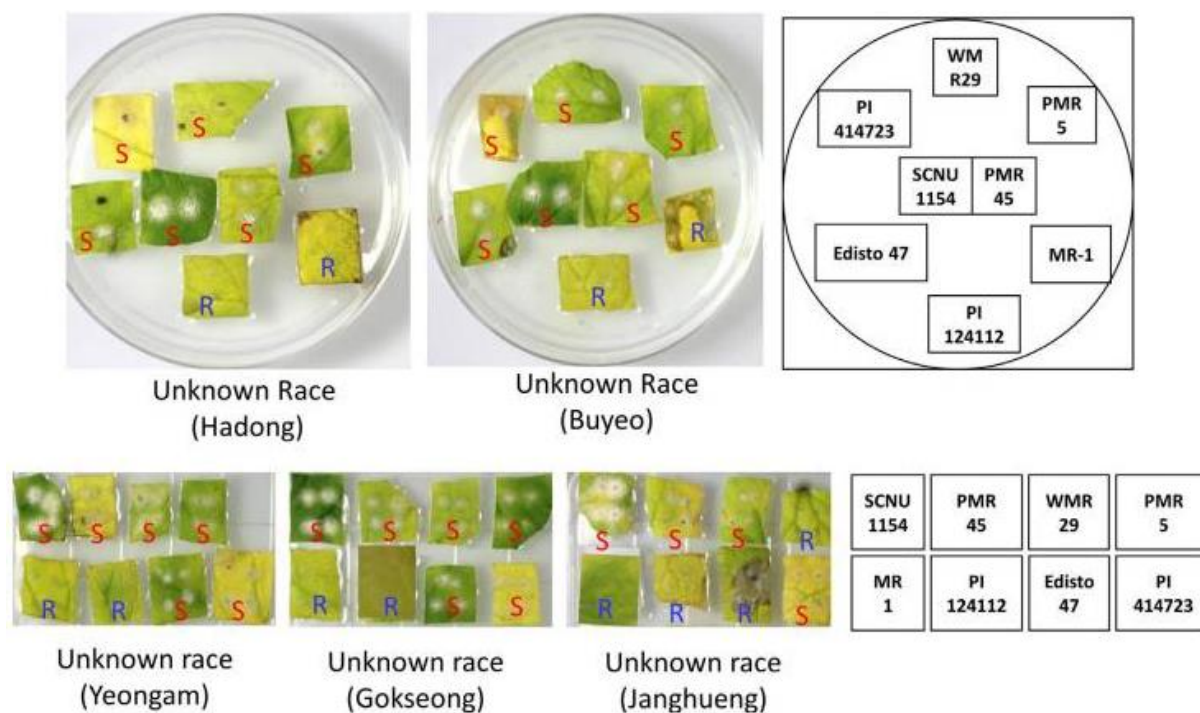 S
S
S
S
S
S
R
R
Unknown Race
(Hadong)
S
S
S
S
S
S
R
R
Unknown Race
(Buyeo)
WM
R29
PI
414723
PMR
5
SCNU
1154
PMR
45
Edisto 47
MR-1
PI
124112
S S S S
R R S S
Unknown race
(Yeongam)
S S S S
R R S S
Unknown race
(Gokseong)
S S S R
R R R S
Unknown race
(Janghueng)
SCNU
1154
PMR
45
WMR
29
PMR
5
MR
1
PI
124112
Edisto
47
PI
414723